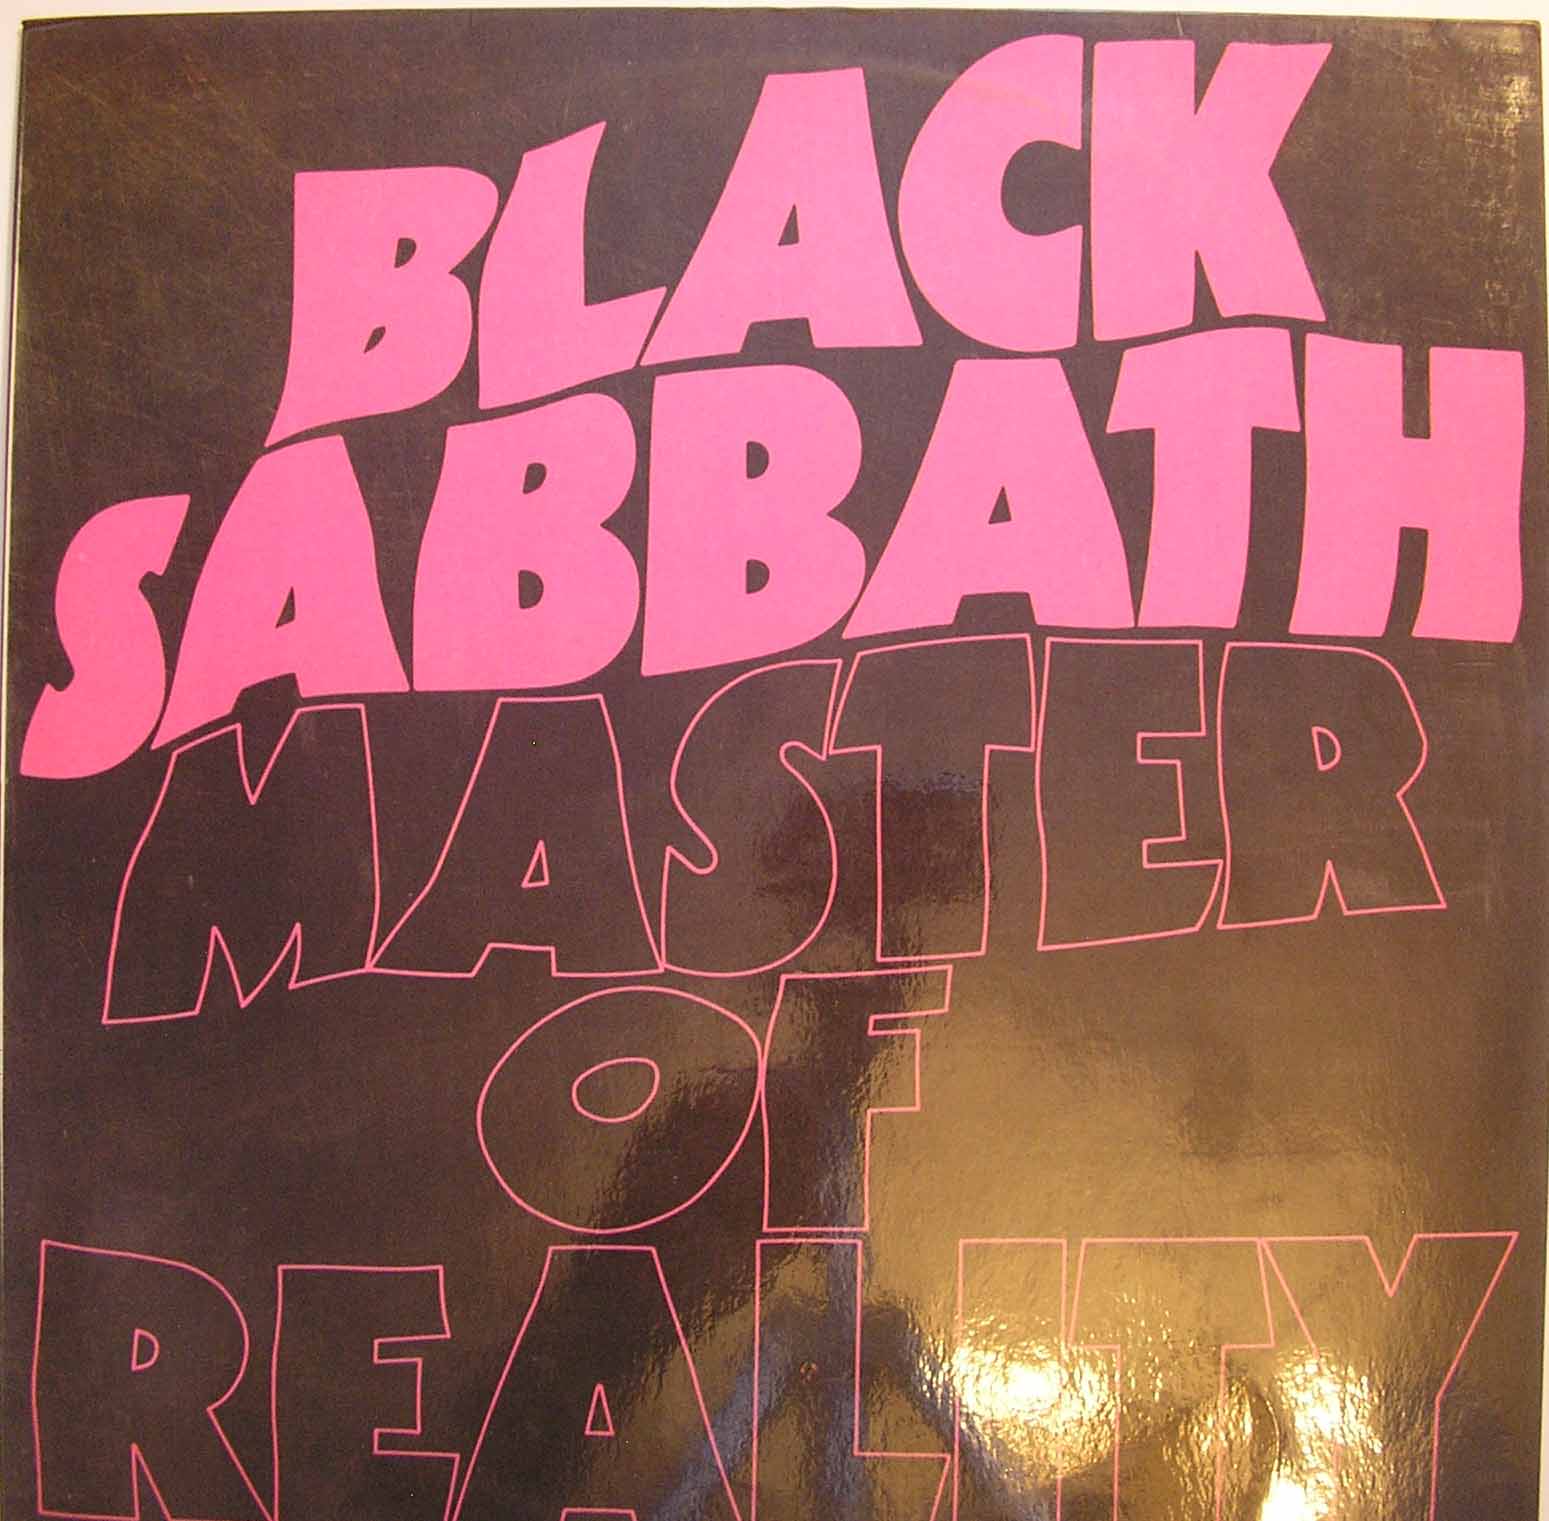 BLACK
SABBATH
MASTER
OF
REALITY